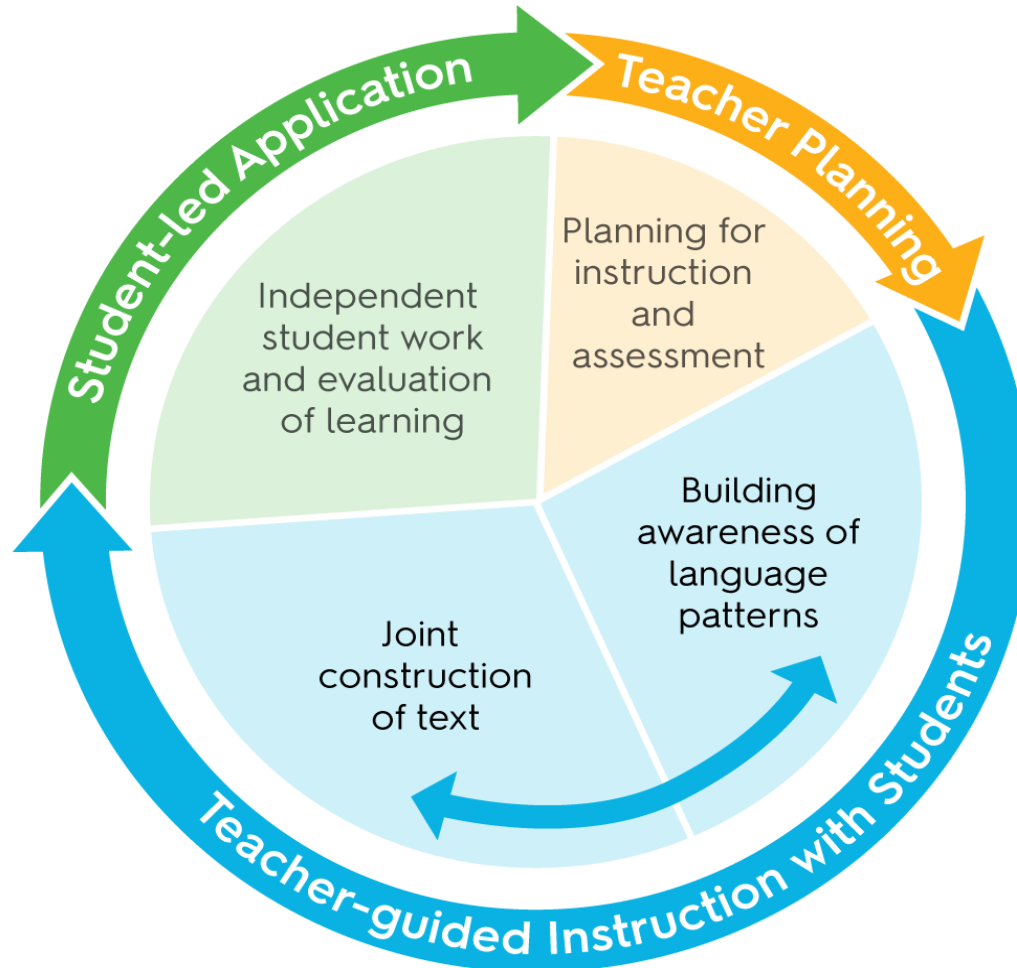 Student-led Application
Teacher Planning
Planning for
instruction
and
assessment
Independent
student work
and evaluation
of learning
Building
awareness of
language
patterns
Joint
construction
of text
Teacher-guided Instruction with Students